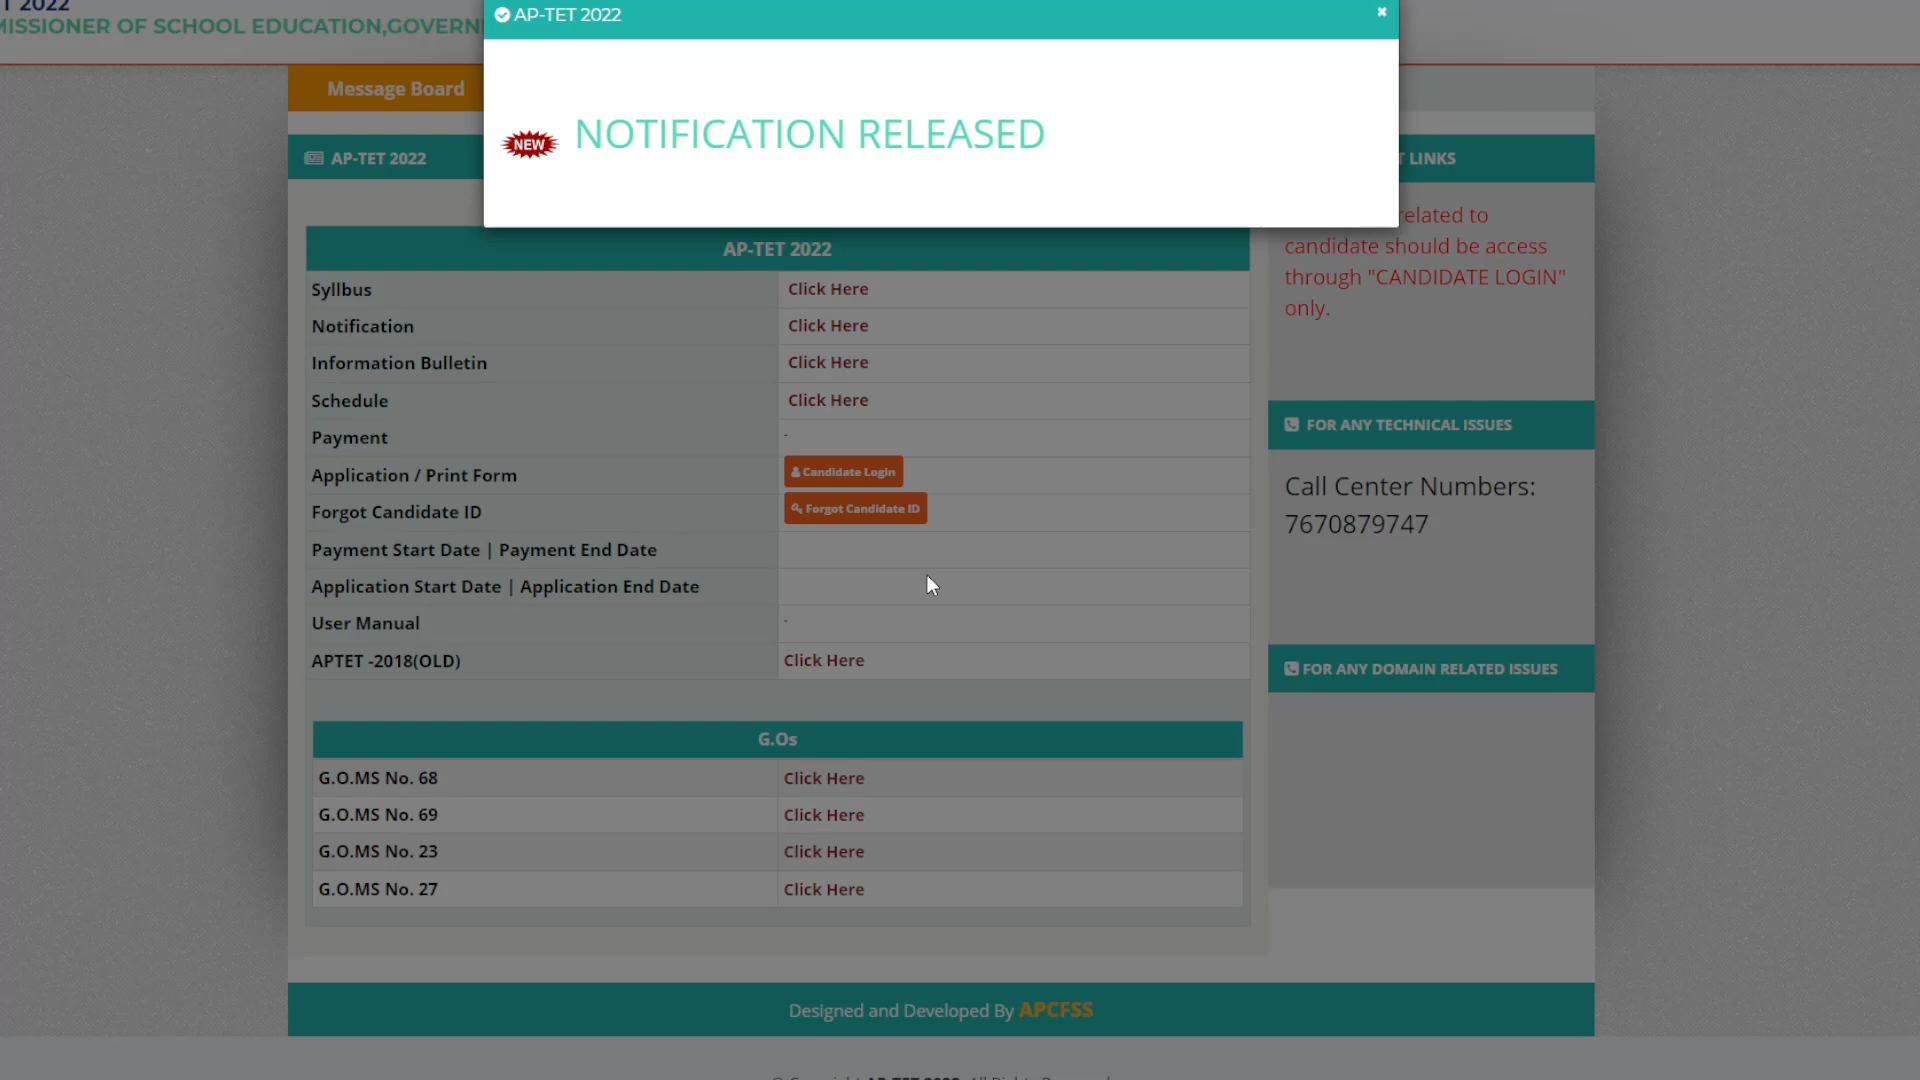 T 2022
MISSIONER OF SCHOOL EDUCATION,GOVERN
AP-TET 2022
NEW NOTIFICATION RELEASED
Message Board
AP-TET 2022
AP-TET 2022
Syllbus Click Here
Notification Click Here
Information Bulletin Click Here
Schedule Click Here
Payment -
Application / Print Form Candidate Login
Forgot Candidate ID Forgot Candidate ID
Payment Start Date | Payment End Date
Application Start Date | Application End Date
User Manual -
APTET -2018(OLD) Click Here
G.Os
G.O.MS No. 68 Click Here
G.O.MS No. 69 Click Here
G.O.MS No. 23 Click Here
G.O.MS No. 27 Click Here
T LINKS
related to
candidate should be access
through "CANDIDATE LOGIN"
only.
FOR ANY TECHNICAL ISSUES
Call Center Numbers:
7670879747
FOR ANY DOMAIN RELATED ISSUES
Designed and Developed By APCFSS